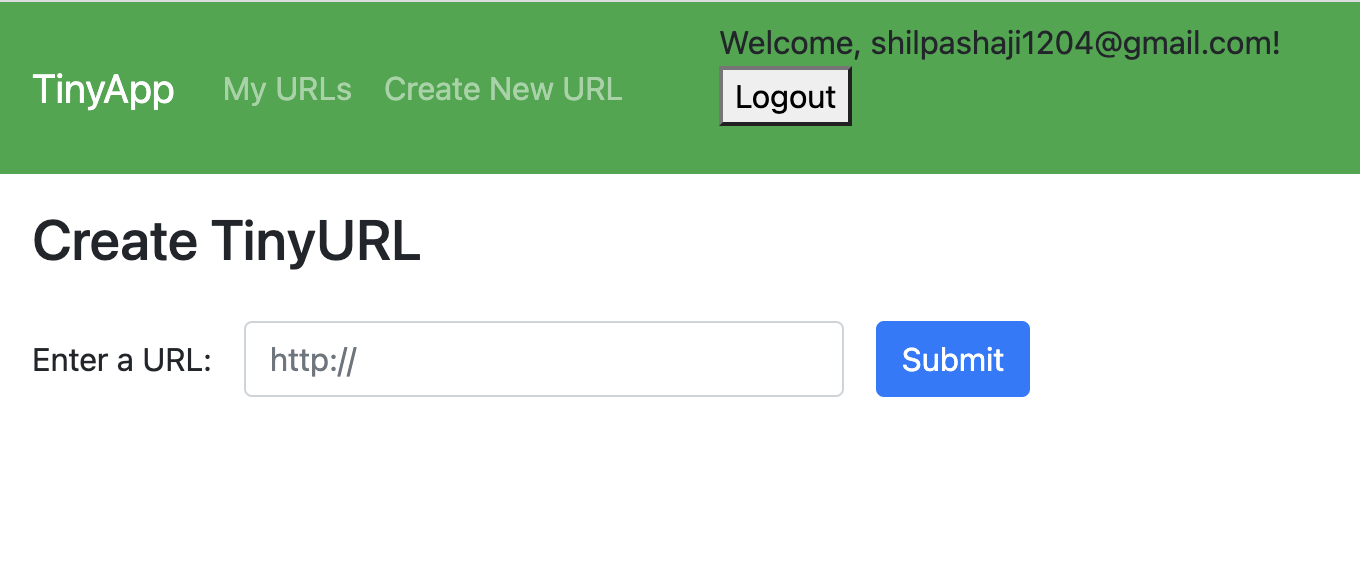 Welcome, shilpashaji1204@gmail.com!
TinyApp My URLs Create New URL
Logout
Create TinyURL
Enter a URL: http:// Submit